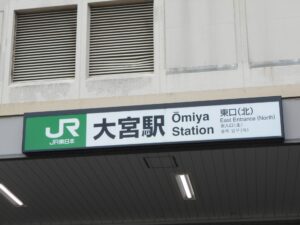 JR
JR東日本
大宮駅
Ōmiya
Station
東口(北)
East Entrance (North)